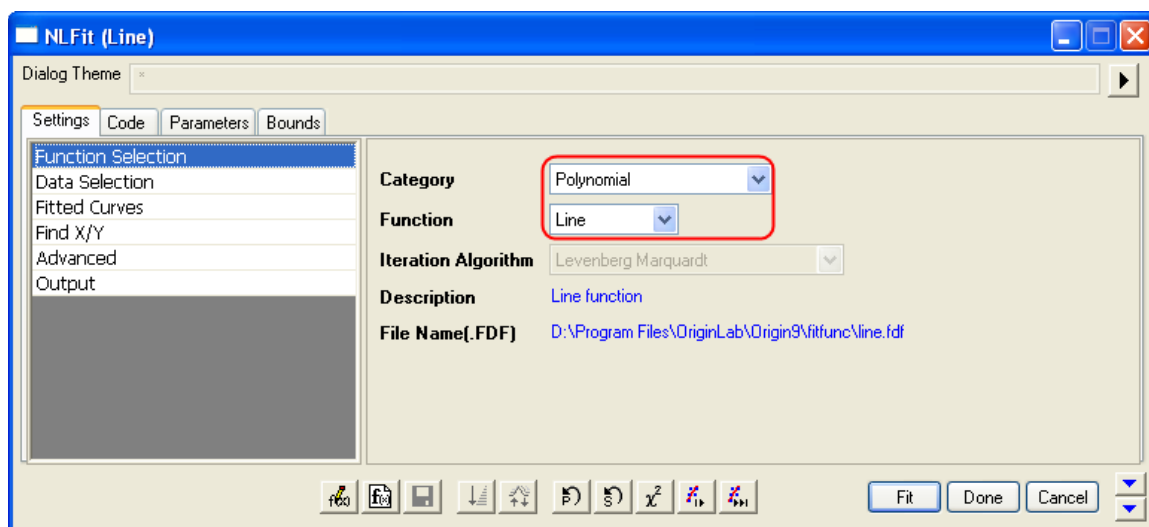 NLFit (Line)
Dialog Theme *
Settings Code Parameters Bounds
Function Selection
Data Selection
Fitted Curves
Find X/Y
Advanced
Output
Category Polynomial
Function Line
Iteration Algorithm Levenberg Marquardt
Description Line function
File Name(.FDF) D:\Program Files\OriginLab\Origin9\fitfunc\line.fdf
P S χ²
Fit Done Cancel